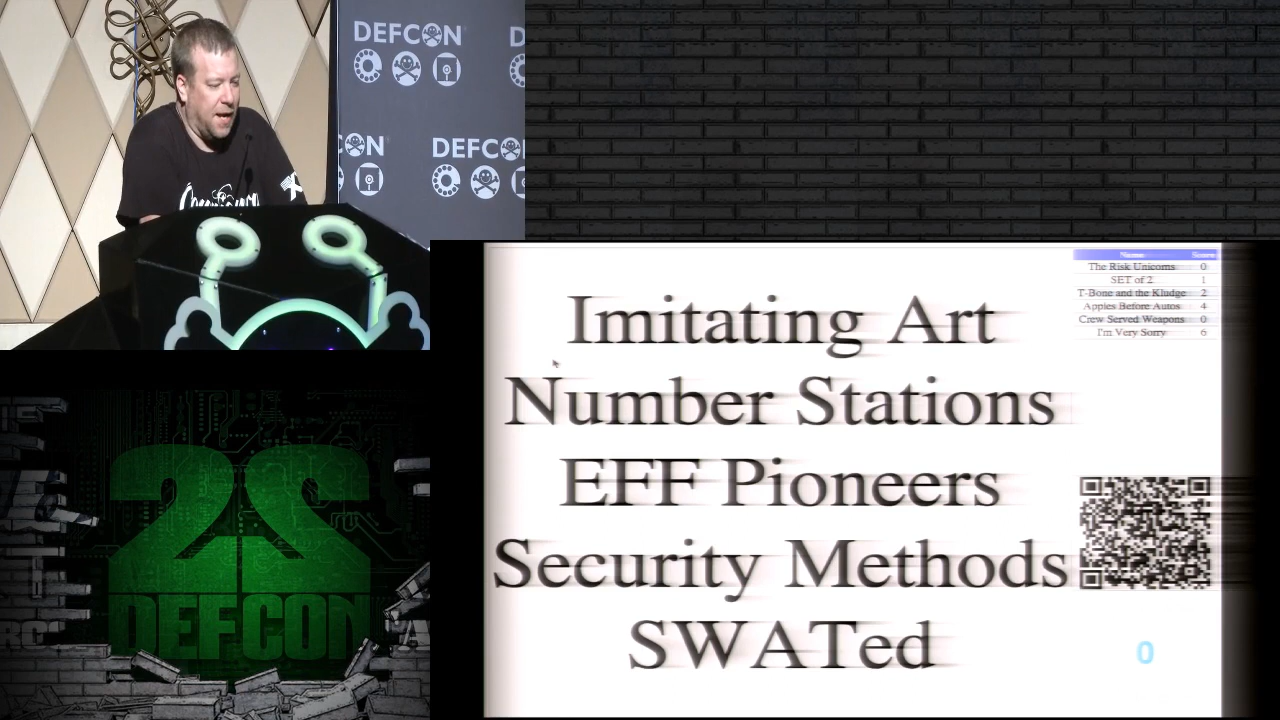 DEFCON
DEFCON
Name Score
The Risk Unicorns 0
SET of 2 1
T-Bone and the Kludge 2
Apples Before Autos 4
Crew Served Weapons 0
I'm Very Sorry 6
Imitating Art
Number Stations
EFF Pioneers
Security Methods
SWATed
0
22
DEFCON